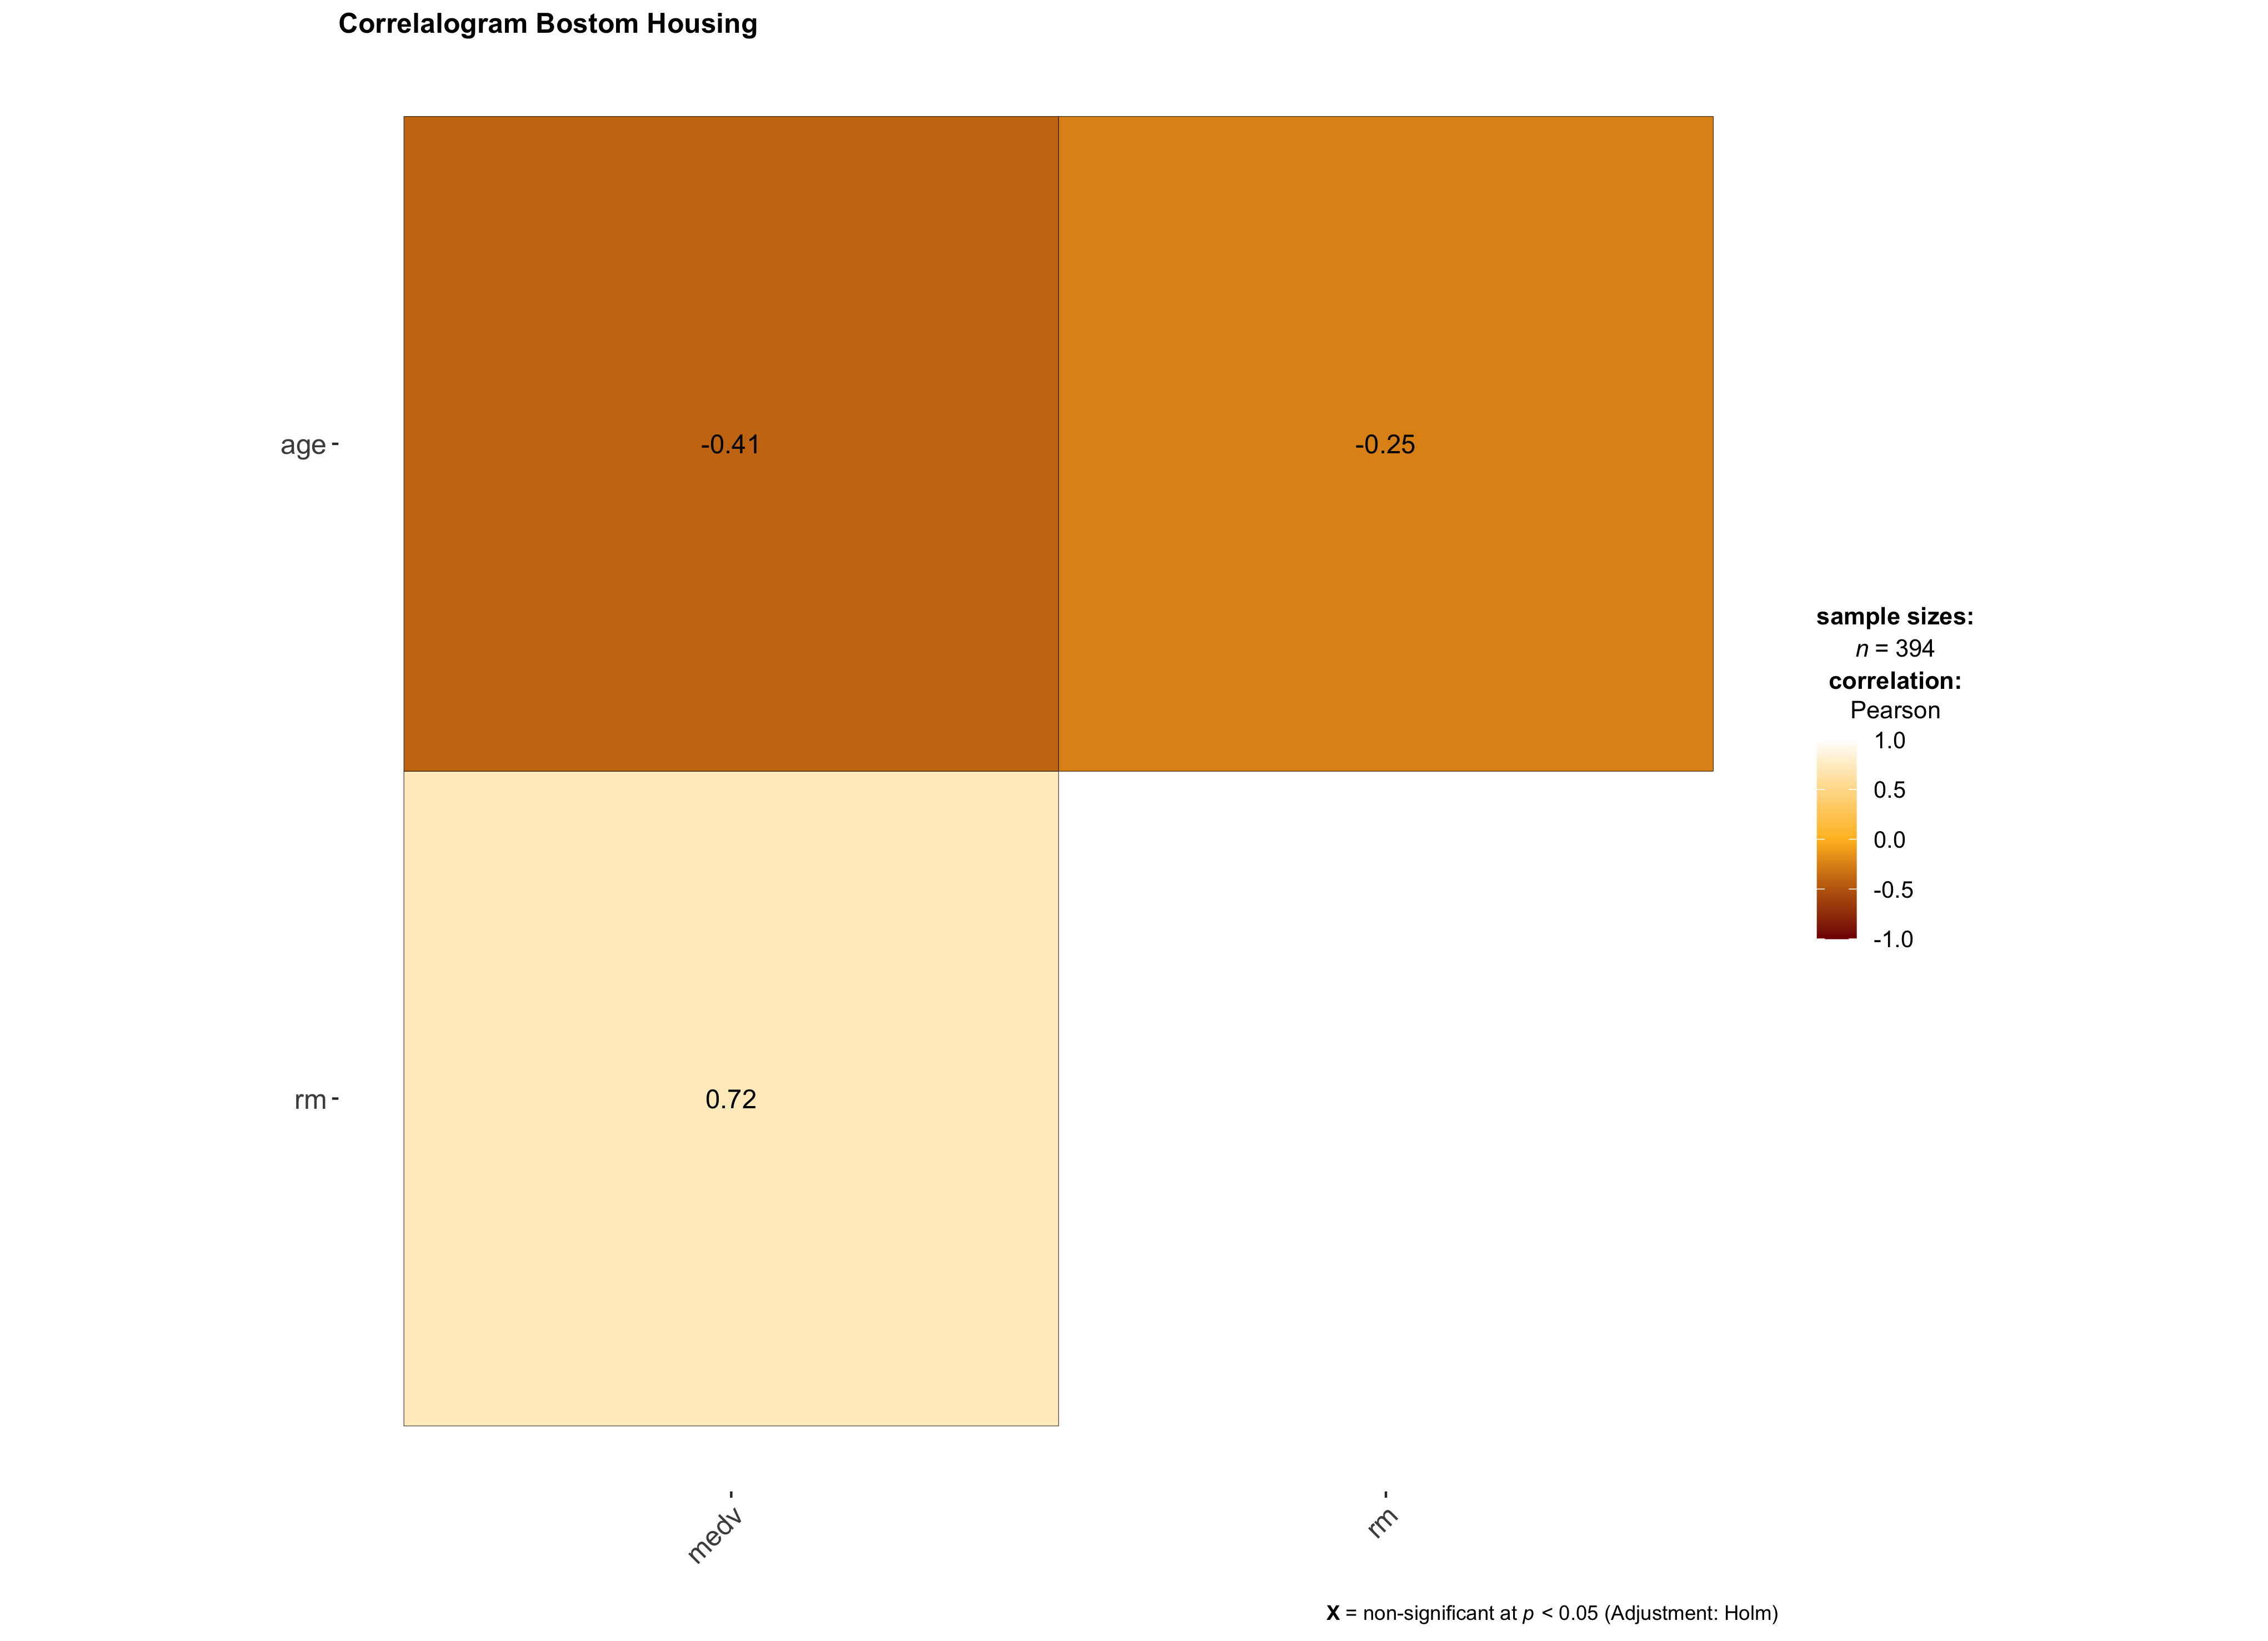 Correlalogram Bostom Housing
age
-0.41
-0.25
rm
0.72
medv
rm
sample sizes:
n = 394
correlation:
Pearson
1.0
0.5
0.0
-0.5
-1.0
X = non-significant at p < 0.05 (Adjustment: Holm)